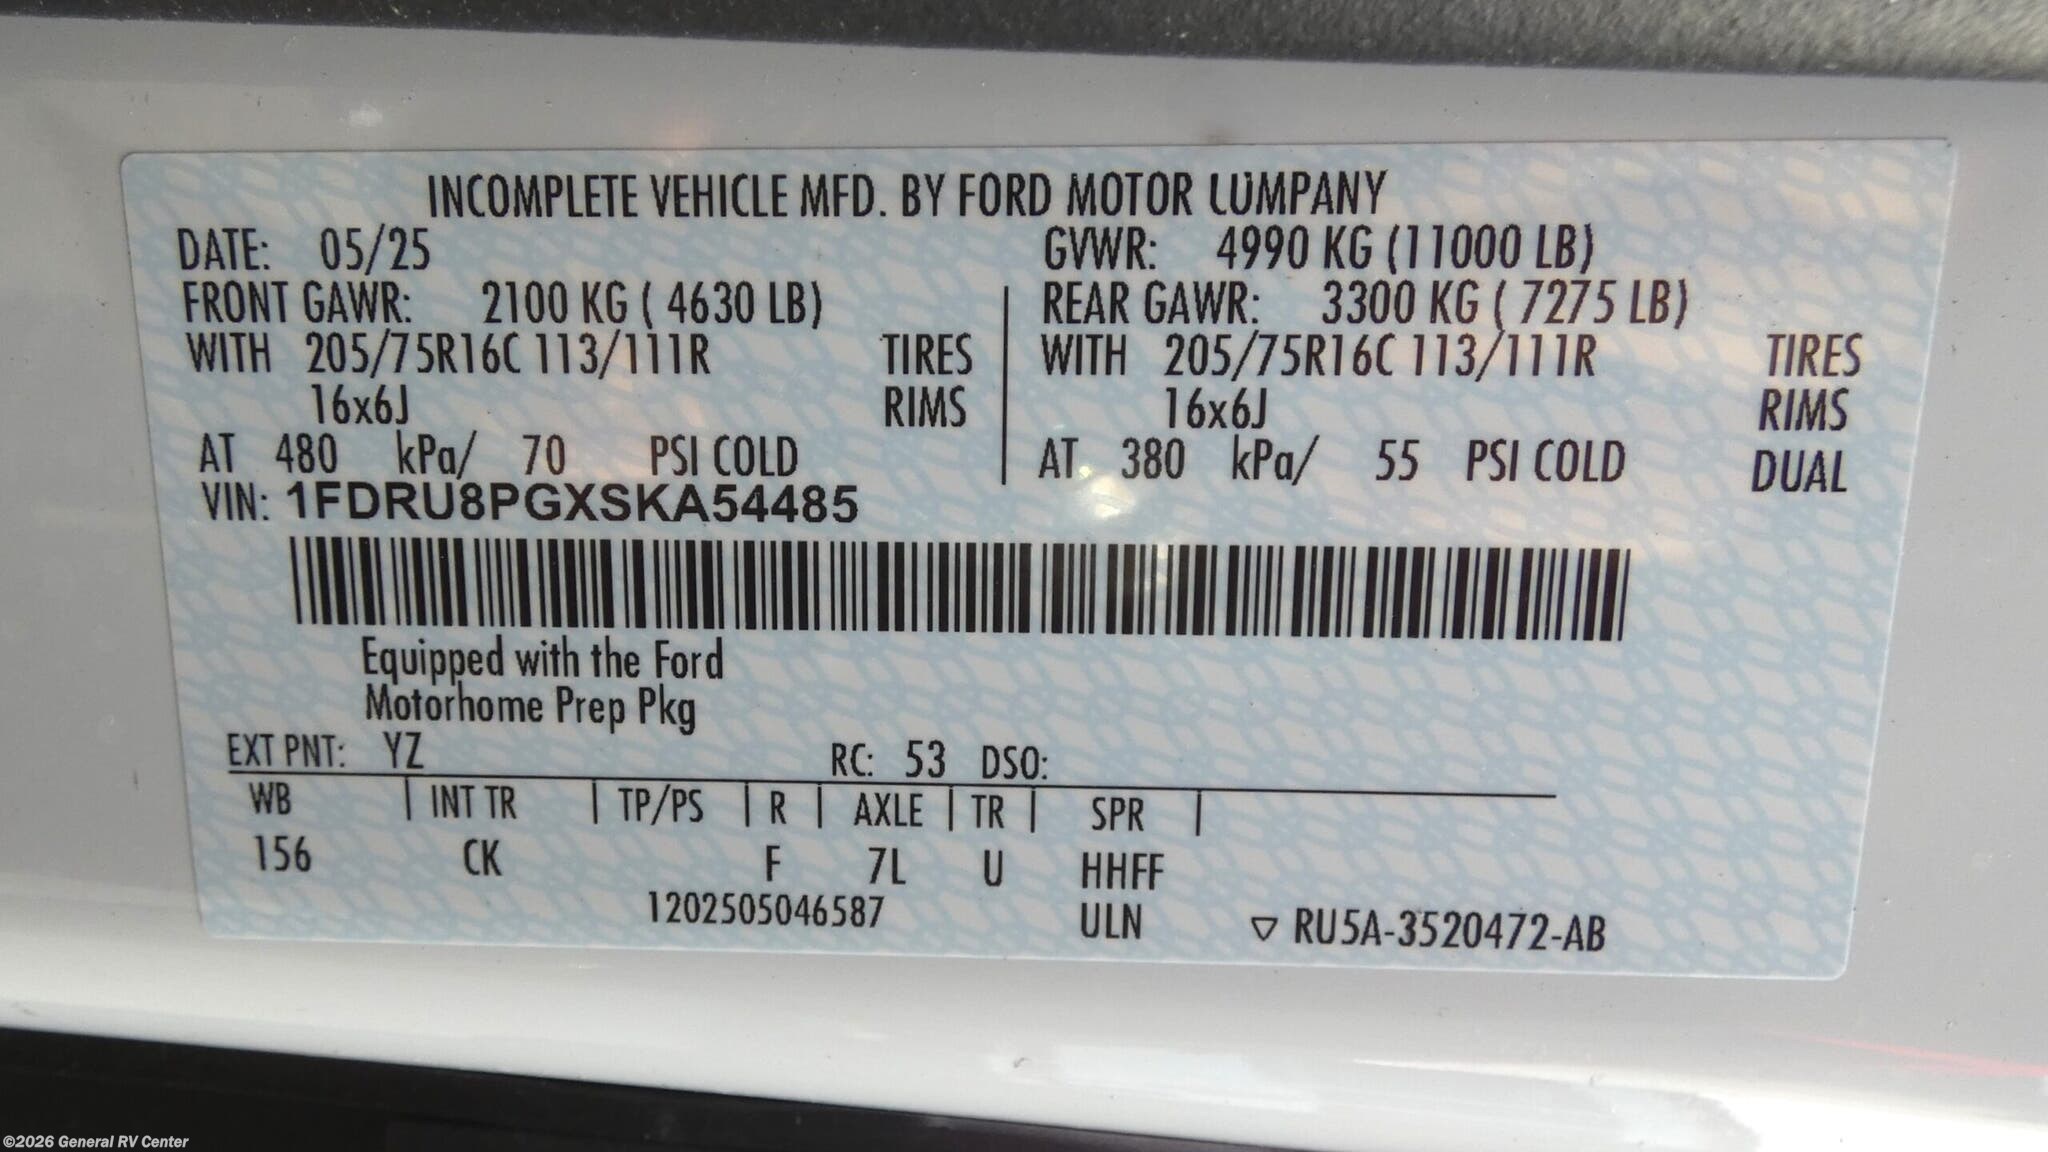 INCOMPLETE VEHICLE MFD. BY FORD MOTOR COMPANY
DATE: 05/25 GVWR: 4990 KG (11000 LB)
FRONT GAWR: 2100 KG ( 4630 LB) REAR GAWR: 3300 KG ( 7275 LB)
WITH 205/75R16C 113/111R TIRES WITH 205/75R16C 113/111R TIRES
16x6J RIMS 16x6J RIMS
AT 480 kPa/ 70 PSI COLD AT 380 kPa/ 55 PSI COLD DUAL
VIN: 1FDRU8PGXSKA54485
Equipped with the Ford
Motorhome Prep Pkg
EXT PNT: YZ RC: 53 DSO:
WB | INT TR | TP/PS | R | AXLE | TR | SPR |
156 CK F 7L U HHFF
1202505046587 ULN ▽ RU5A-3520472-AB
©2026 General RV Center